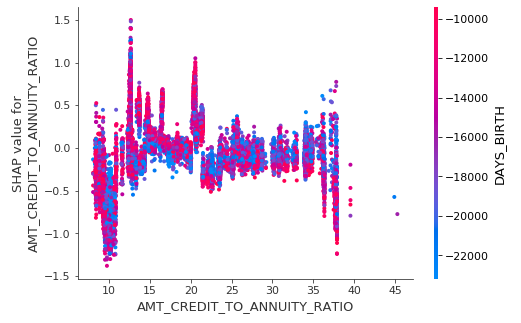 1.5
1.0
0.5
0.0
−0.5
−1.0
−1.5
SHAP value for
AMT_CREDIT_TO_ANNUITY_RATIO
10 15 20 25 30 35 40 45
AMT_CREDIT_TO_ANNUITY_RATIO
−10000
−12000
−14000
−16000
−18000
−20000
−22000
DAYS_BIRTH